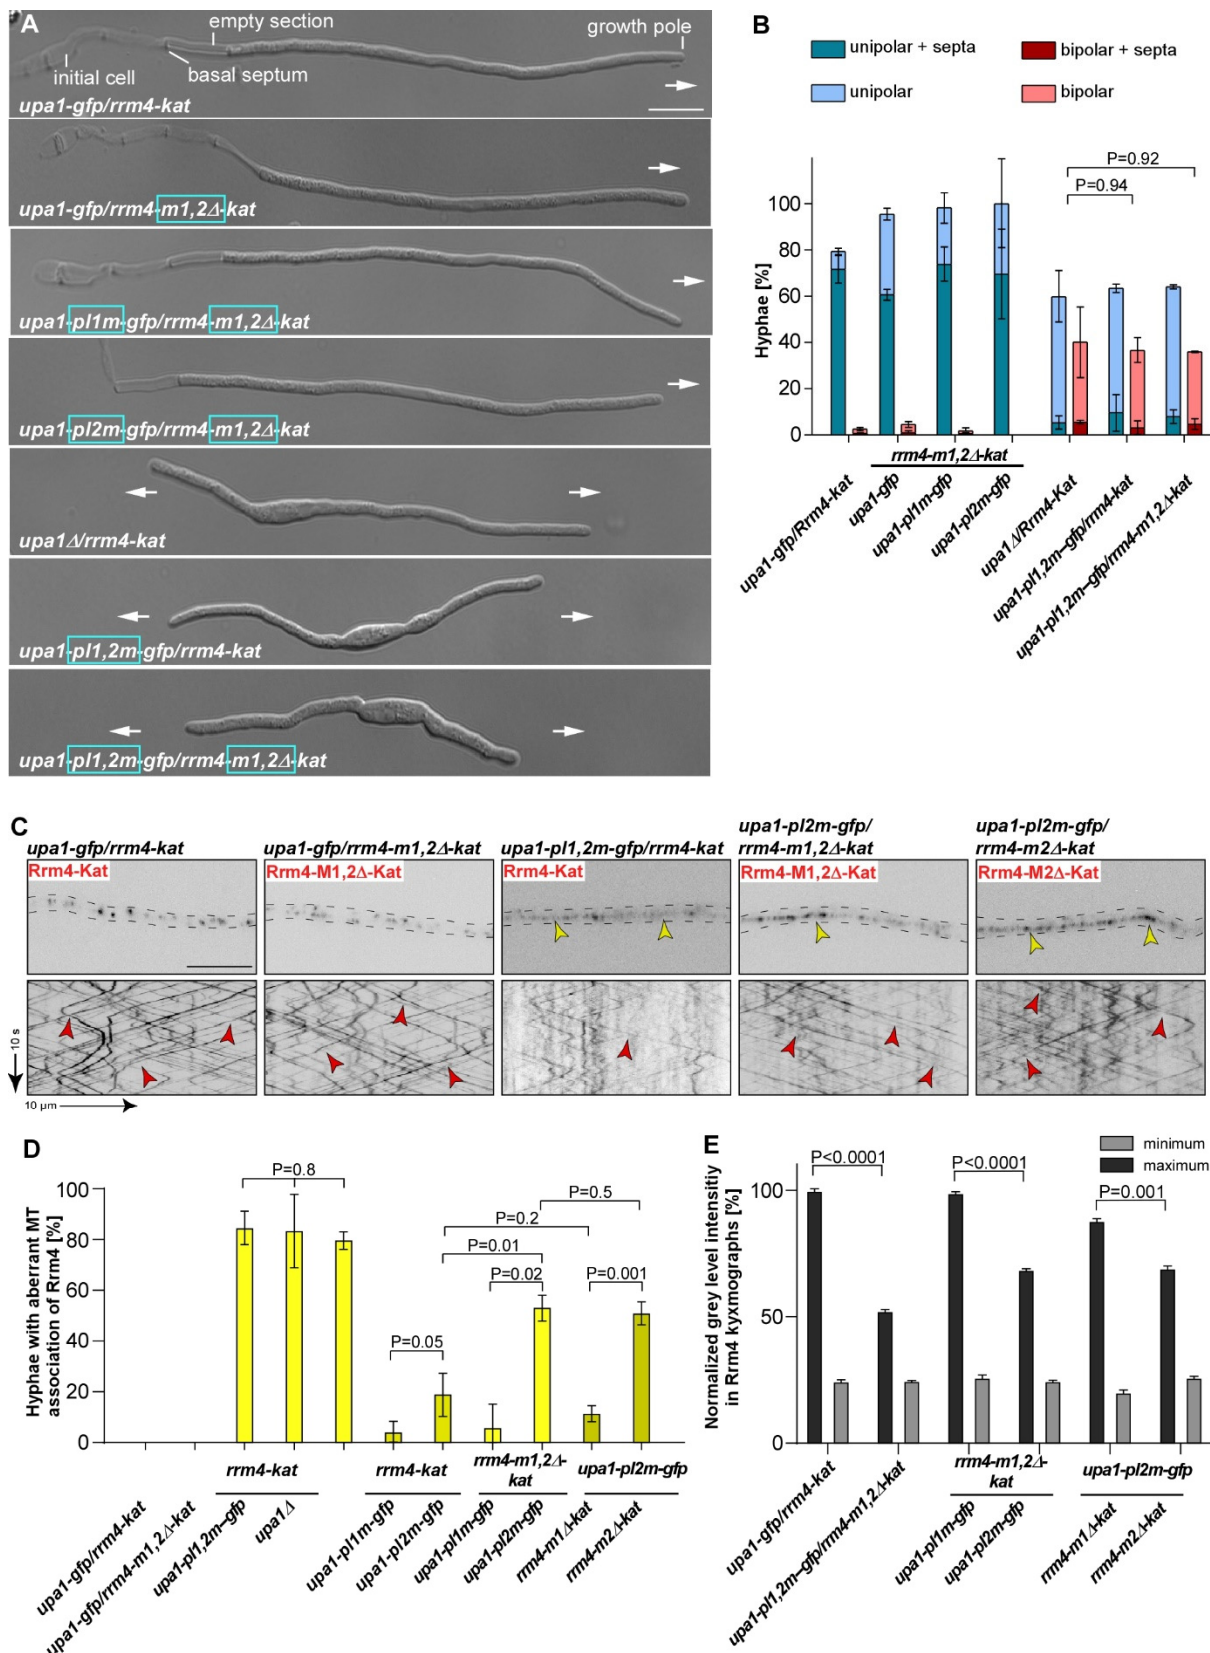 A
empty section
growth pole
initial cell
basal septum
upa1-gfp/rrm4-kat
upa1-gfp/rrm4-m1,2Δ-kat
upa1-pl1m-gfp/rrm4-m1,2Δ-kat
upa1-pl2m-gfp/rrm4-m1,2Δ-kat
upa1Δ/rrm4-kat
upa1-pl1,2m-gfp/rrm4-kat
upa1-pl1,2m-gfp/rrm4-m1,2Δ-kat
B
unipolar + septa
bipolar + septa
unipolar
bipolar
P=0.92
P=0.94
100
80
60
40
20
0
Hyphae [%]
rrm4-m1,2Δ-kat
upa1-gfp/Rrm4-kat
upa1-gfp
upa1-pl1m-gfp
upa1-pl2m-gfp
upa1Δ/Rrm4-Kat
upa1-pl1,2m–gfp/rrm4-kat
upa1-pl1,2m–gfp/rrm4-m1,2Δ-kat
C
upa1-gfp/rrm4-kat
upa1-gfp/rrm4-m1,2Δ-kat
upa1-pl1,2m-gfp/rrm4-kat
upa1-pl2m-gfp/
rrm4-m1,2Δ-kat
upa1-pl2m-gfp/
rrm4-m2Δ-kat
Rrm4-Kat
Rrm4-M1,2Δ-Kat
Rrm4-Kat
Rrm4-M1,2Δ-Kat
Rrm4-M2Δ-Kat
10 s
10 µm
D
P=0.8
P=0.5
P=0.2
P=0.01
P=0.02
P=0.001
P=0.05
100
80
60
40
20
0
Hyphae with aberrant MT
association of Rrm4 [%]
rrm4-kat
rrm4-kat
rrm4-m1,2Δ-
kat
upa1-pl2m-gfp
upa1-gfp/rrm4-kat
upa1-gfp/rrm4-m1,2Δ-kat
upa1-pl1,2m–gfp
upa1Δ
upa1-pl1m-gfp
upa1-pl2m-gfp
upa1-pl1m-gfp
upa1-pl2m-gfp
rrm4-m1Δ-kat
rrm4-m2Δ-kat
E
minimum
maximum
P<0.0001
P<0.0001
P=0.001
100
50
0
Normalized grey level intensitiy
in Rrm4 kyxmographs [%]
rrm4-m1,2Δ-
kat
upa1-pl2m-gfp
upa1-gfp/rrm4-kat
upa1-pl1,2m–gfp/rrm4-m1,2Δ-kat
upa1-pl1m-gfp
upa1-pl2m-gfp
rrm4-m1Δ-kat
rrm4-m2Δ-kat